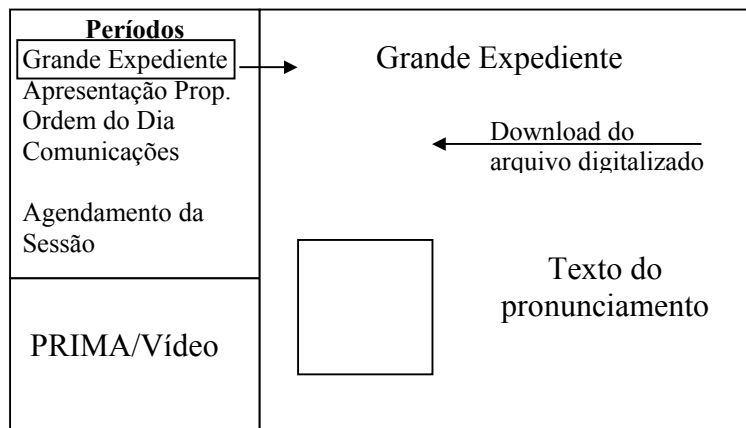 Períodos
Grande Expediente
Apresentação Prop.
Ordem do Dia
Comunicações
Agendamento da
Sessão
PRIMA/Vídeo
Grande Expediente
Download do
arquivo digitalizado
Texto do
pronunciamento